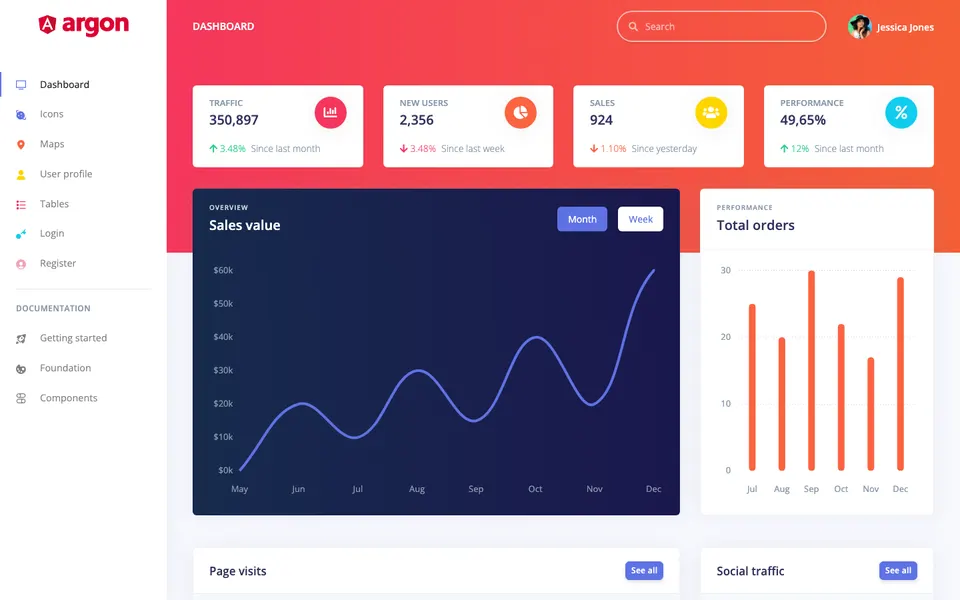 argon
Dashboard
Icons
Maps
User profile
Tables
Login
Register
DOCUMENTATION
Getting started
Foundation
Components
DASHBOARD
Search
Jessica Jones
TRAFFIC
350,897
3.48% Since last month
NEW USERS
2,356
3.48% Since last week
SALES
924
1.10% Since yesterday
PERFORMANCE
49,65%
12% Since last month
OVERVIEW
Sales value
Month
Week
$60k
$50k
$40k
$30k
$20k
$10k
$0k
May Jun Jul Aug Sep Oct Nov Dec
PERFORMANCE
Total orders
30
20
10
0
Jul Aug Sep Oct Nov Dec
Page visits
See all
Social traffic
See all